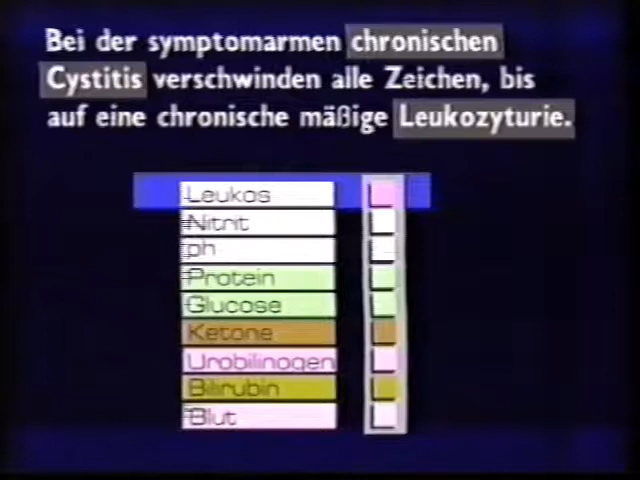 Bei der symptomarmen chronischen
Cystitis verschwinden alle Zeichen, bis
auf eine chronische mäßige Leukozyturie.
Leukos
Nitrit
ph
Protein
Glucose
Ketone
Urobilinogen
Bilirubin
Blut